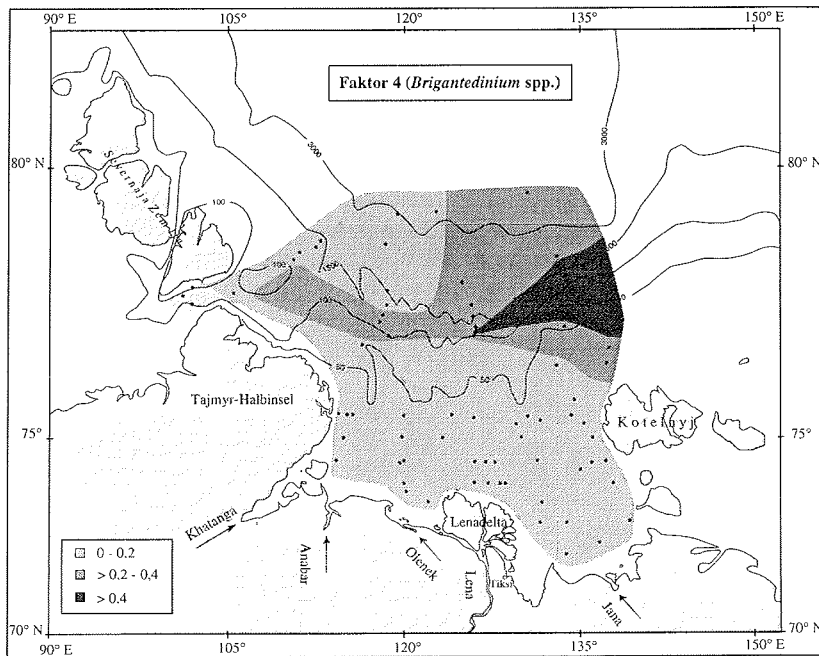 90° E 105° 120° 135° 150° E
Faktor 4 (Brigantedinium spp.)
3000
3000
80° N 80° N
Severnaja Zemlja
100
100
100
50
50
Tajmyr-Halbinsel
Kotelnyj
75° 75°
Khatanga
Anabar
Olenek
Lenadelta
Lena
Tiksi
Jana
0 - 0.2
> 0.2 - 0.4
> 0.4
70° N 70° N
90° E 105° 120° 135° 150° E